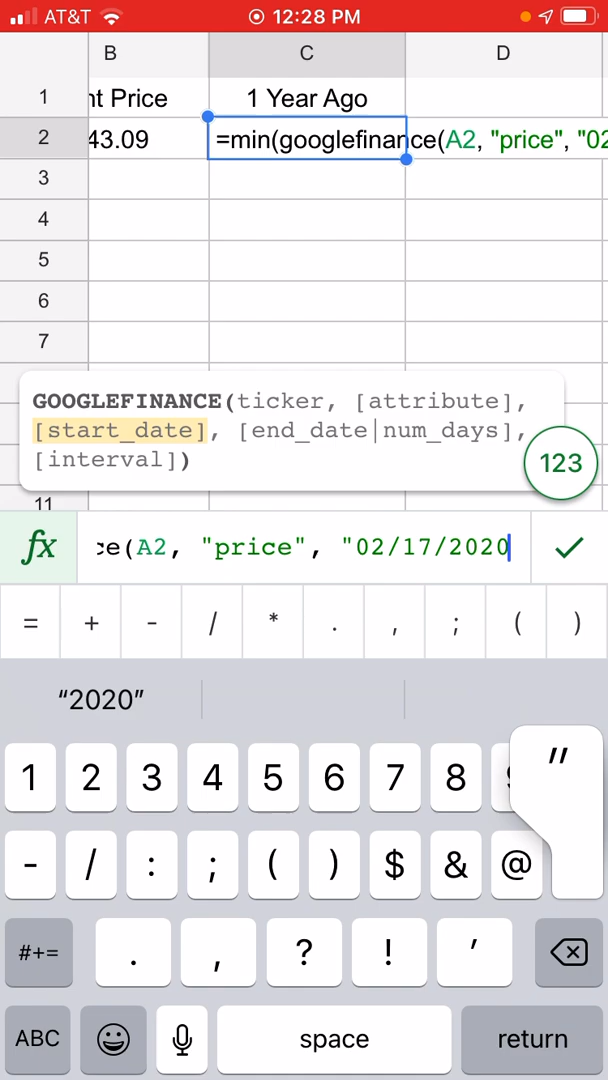 AT&T 12:28 PM
B C D
1 nt Price 1 Year Ago
2 43.09 =min(googlefinance(A2, "price", "02
3
4
5
6
7
GOOGLEFINANCE(ticker, [attribute],
[start_date], [end_date|num_days],
[interval])
123
11
fx ce(A2, "price", "02/17/2020
= + - / * . , ; ( )
“2020”
1 2 3 4 5 6 7 8 9 "
- / : ; ( ) $ & @
#+= . , ? ! ’
ABC space return